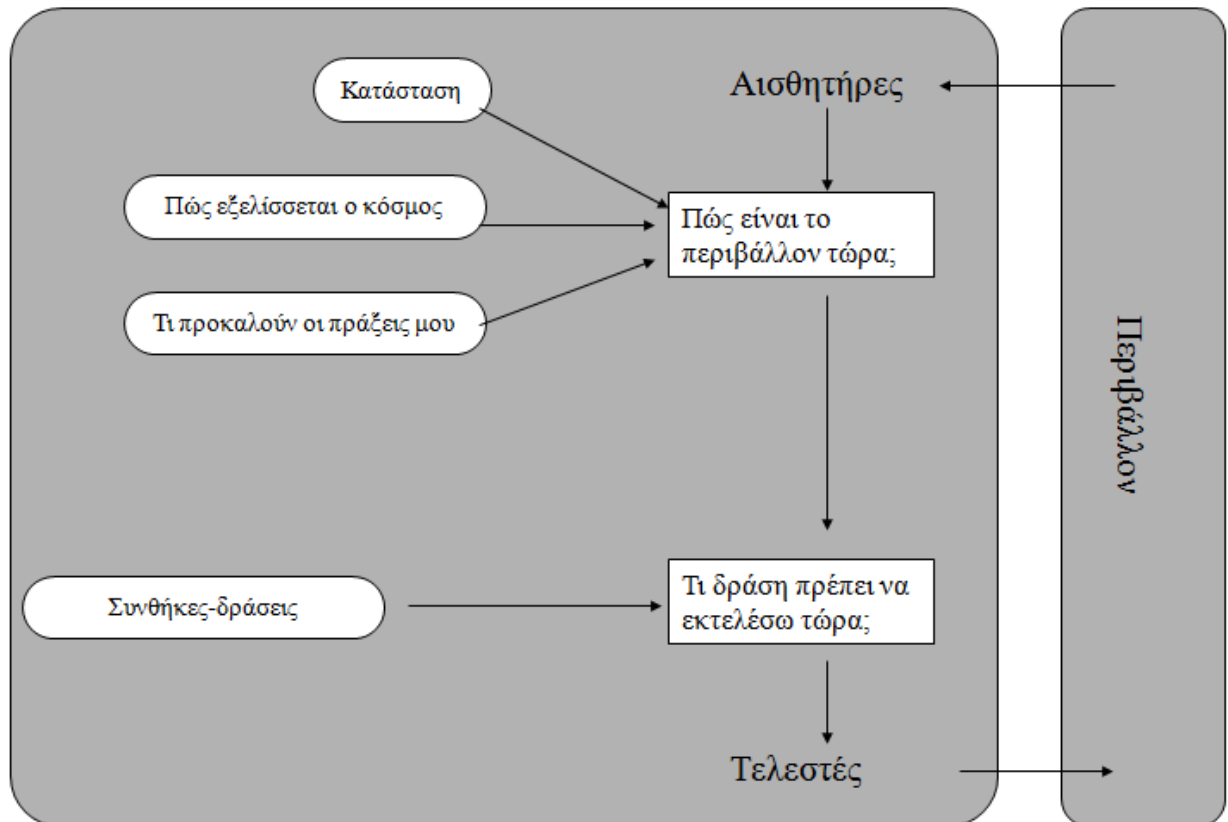 Κατάσταση
Αισθητήρες
Πώς εξελίσσεται ο κόσμος
Πώς είναι το
περιβάλλον τώρα;
Τι προκαλούν οι πράξεις μου
Περιβάλλον
Συνθήκες-δράσεις
Τι δράση πρέπει να
εκτελέσω τώρα;
Τελεστές